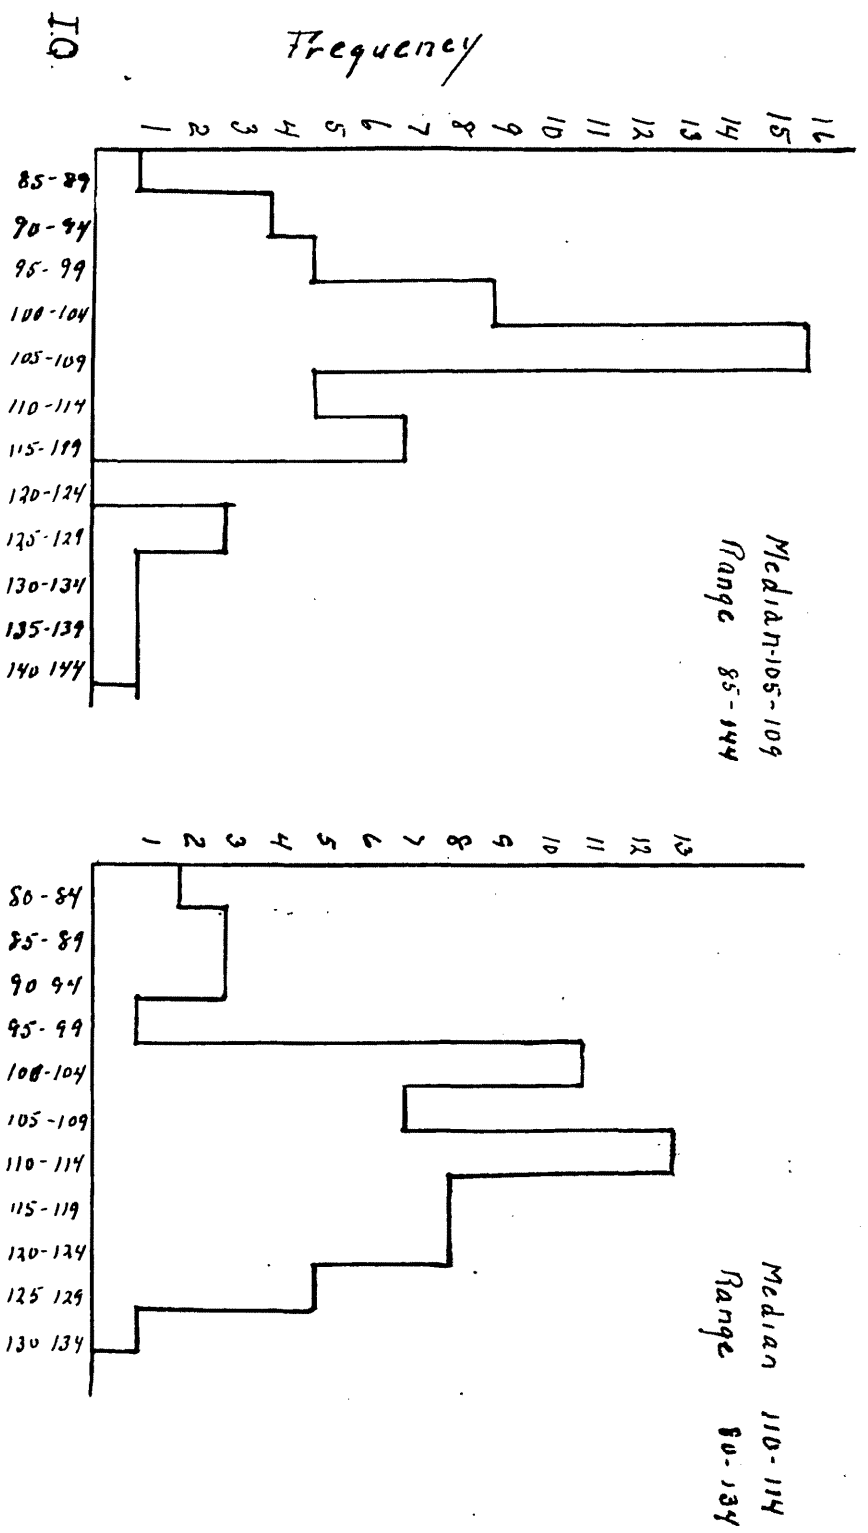 I.Q.
Frequency
1 2 3 4 5 6 7 8 9 10 11 12 13 14 15 16
85-89
90-94
95-99
100-104
105-109
110-114
115-119
120-124
125-129
130-134
135-139
140 144
Median-105-109
Range 85-144
1 2 3 4 5 6 7 8 9 10 11 12 13
80-84
85-89
90 94
95-99
100-104
105-109
110-114
115-119
120-124
125 129
130 134
Median 110-114
Range 80-134